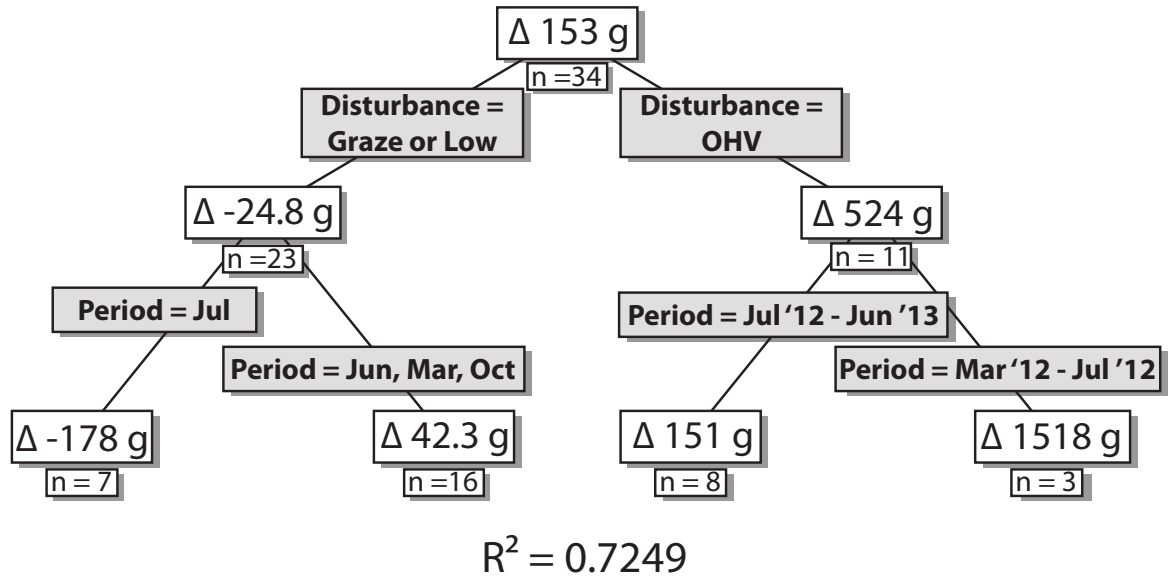 Δ 153 g
n =34
Disturbance =
Graze or Low
Disturbance =
OHV
Δ -24.8 g
n =23
Δ 524 g
n = 11
Period = Jul
Period = Jul ‘12 - Jun ’13
Period = Jun, Mar, Oct
Period = Mar ‘12 - Jul ’12
Δ -178 g
n = 7
Δ 42.3 g
n =16
Δ 151 g
n = 8
Δ 1518 g
n = 3
R² = 0.7249